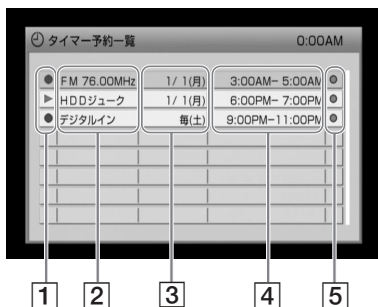 タイマー予約一覧 0:00AM
FM 76.00MHz 1/ 1(月) 3:00AM- 5:00AM
HDDジューク 1/ 1(月) 6:00PM- 7:00PM
デジタルイン 毎(土) 9:00PM-11:00PM
1 2 3 4 5